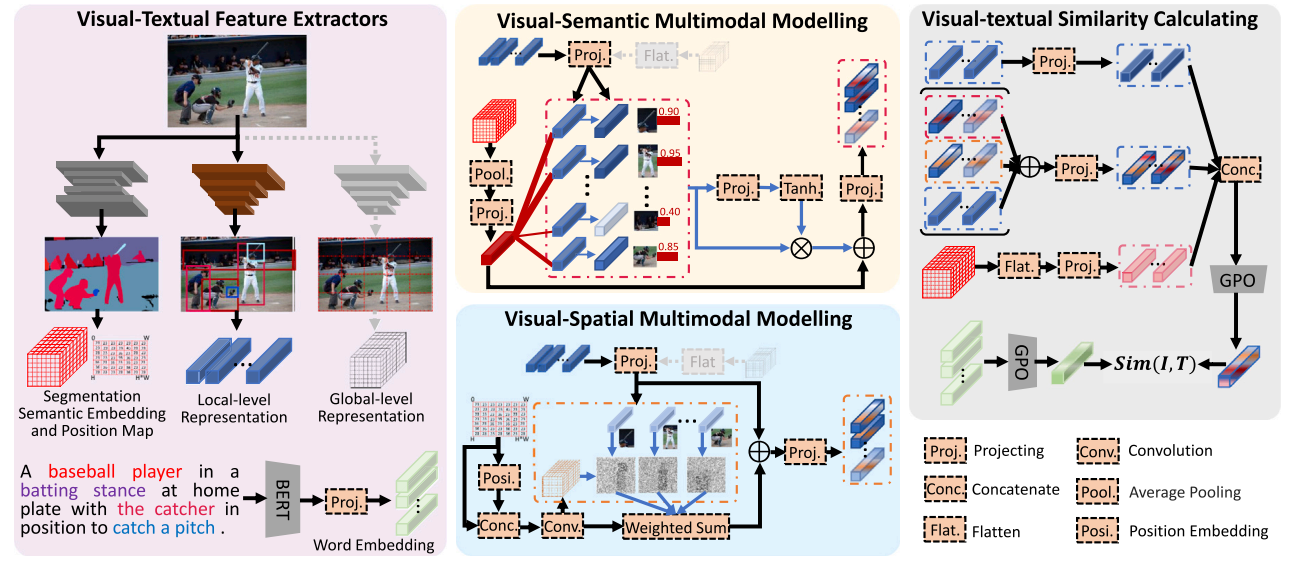 Visual-Textual Feature Extractors
Segmentation
Semantic Embedding
and Position Map
Local-level
Representation
Global-level
Representation
0
W
H
H*W
A baseball player in a
batting stance at home
plate with the catcher in
position to catch a pitch .
BERT
Proj.
Word Embedding
Visual-Semantic Multimodal Modelling
Proj.
Flat.
Pool.
Proj.
0.90
0.95
0.40
0.85
Proj.
Tanh
Proj.
Visual-Spatial Multimodal Modelling
Proj.
Flat
0
W
H
H*W
Posi.
Conc.
Conv.
Weighted Sum
Proj.
Visual-textual Similarity Calculating
Proj.
Proj.
Conc.
Flat.
Proj.
GPO
GPO
Sim(I,T)
Proj. Projecting
Conv. Convolution
Conc. Concatenate
Pool. Average Pooling
Flat. Flatten
Posi. Position Embedding